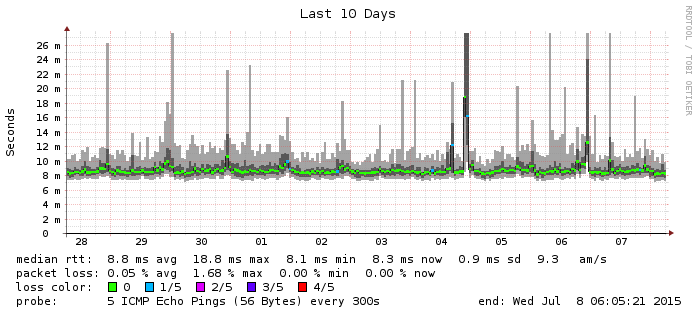 Last 10 Days
RRDTOOL / TOBI OETIKER
Seconds
26 m
24 m
22 m
20 m
18 m
16 m
14 m
12 m
10 m
8 m
6 m
4 m
2 m
0
28 29 30 01 02 03 04 05 06 07
median rtt: 8.8 ms avg 18.8 ms max 8.1 ms min 8.3 ms now 0.9 ms sd 9.3 am/s
packet loss: 0.05 % avg 1.68 % max 0.00 % min 0.00 % now
loss color: 0 1/5 2/5 3/5 4/5
probe: 5 ICMP Echo Pings (56 Bytes) every 300s end: Wed Jul 8 06:05:21 2015